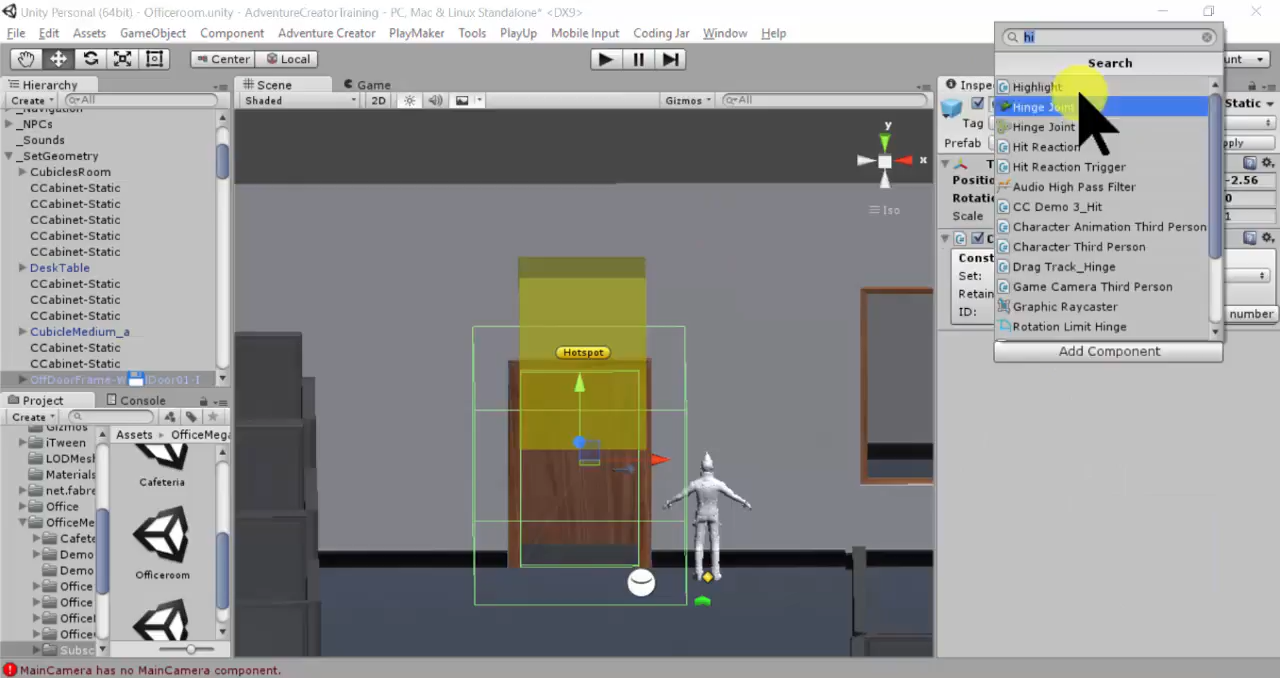 Unity Personal (64bit) - Officeroom.unity - AdventureCreatorTraining - PC, Mac & Linux Standalone* <DX9>
File Edit Assets GameObject Component Adventure Creator PlayMaker Tools PlayUp Mobile Input Coding Jar Window Help
Center Local
hi
Search
Highlight
Hinge Joint
Hinge Joint
Hit Reaction
Hit Reaction Trigger
Audio High Pass Filter
CC Demo 3_Hit
Character Animation Third Person
Character Third Person
Drag Track_Hinge
Game Camera Third Person
Graphic Raycaster
Rotation Limit Hinge
Add Component
Hierarchy
Create All
_Navigation
_NPCs
_Sounds
_SetGeometry
CubiclesRoom
CCabinet-Static
CCabinet-Static
CCabinet-Static
CCabinet-Static
CCabinet-Static
DeskTable
CCabinet-Static
CCabinet-Static
CCabinet-Static
CubicleMedium_a
CCabinet-Static
CCabinet-Static
OffDoorFrame-W Door01-I
Scene Game
Shaded 2D Gizmos All
y
x
Iso
Hotspot
Static
Tag
Prefab
-2.56
0
Scale 1
Set:
Retain
ID: number
Project Console
Create
Gizmos
iTween
LODMesh
Materials
net.fabre
Office
OfficeMe
Cafete
Demo
Demo
Office
Office
Office
Subsc
Assets OfficeMega
Cafeteria
Officeroom
MainCamera has no MainCamera component.